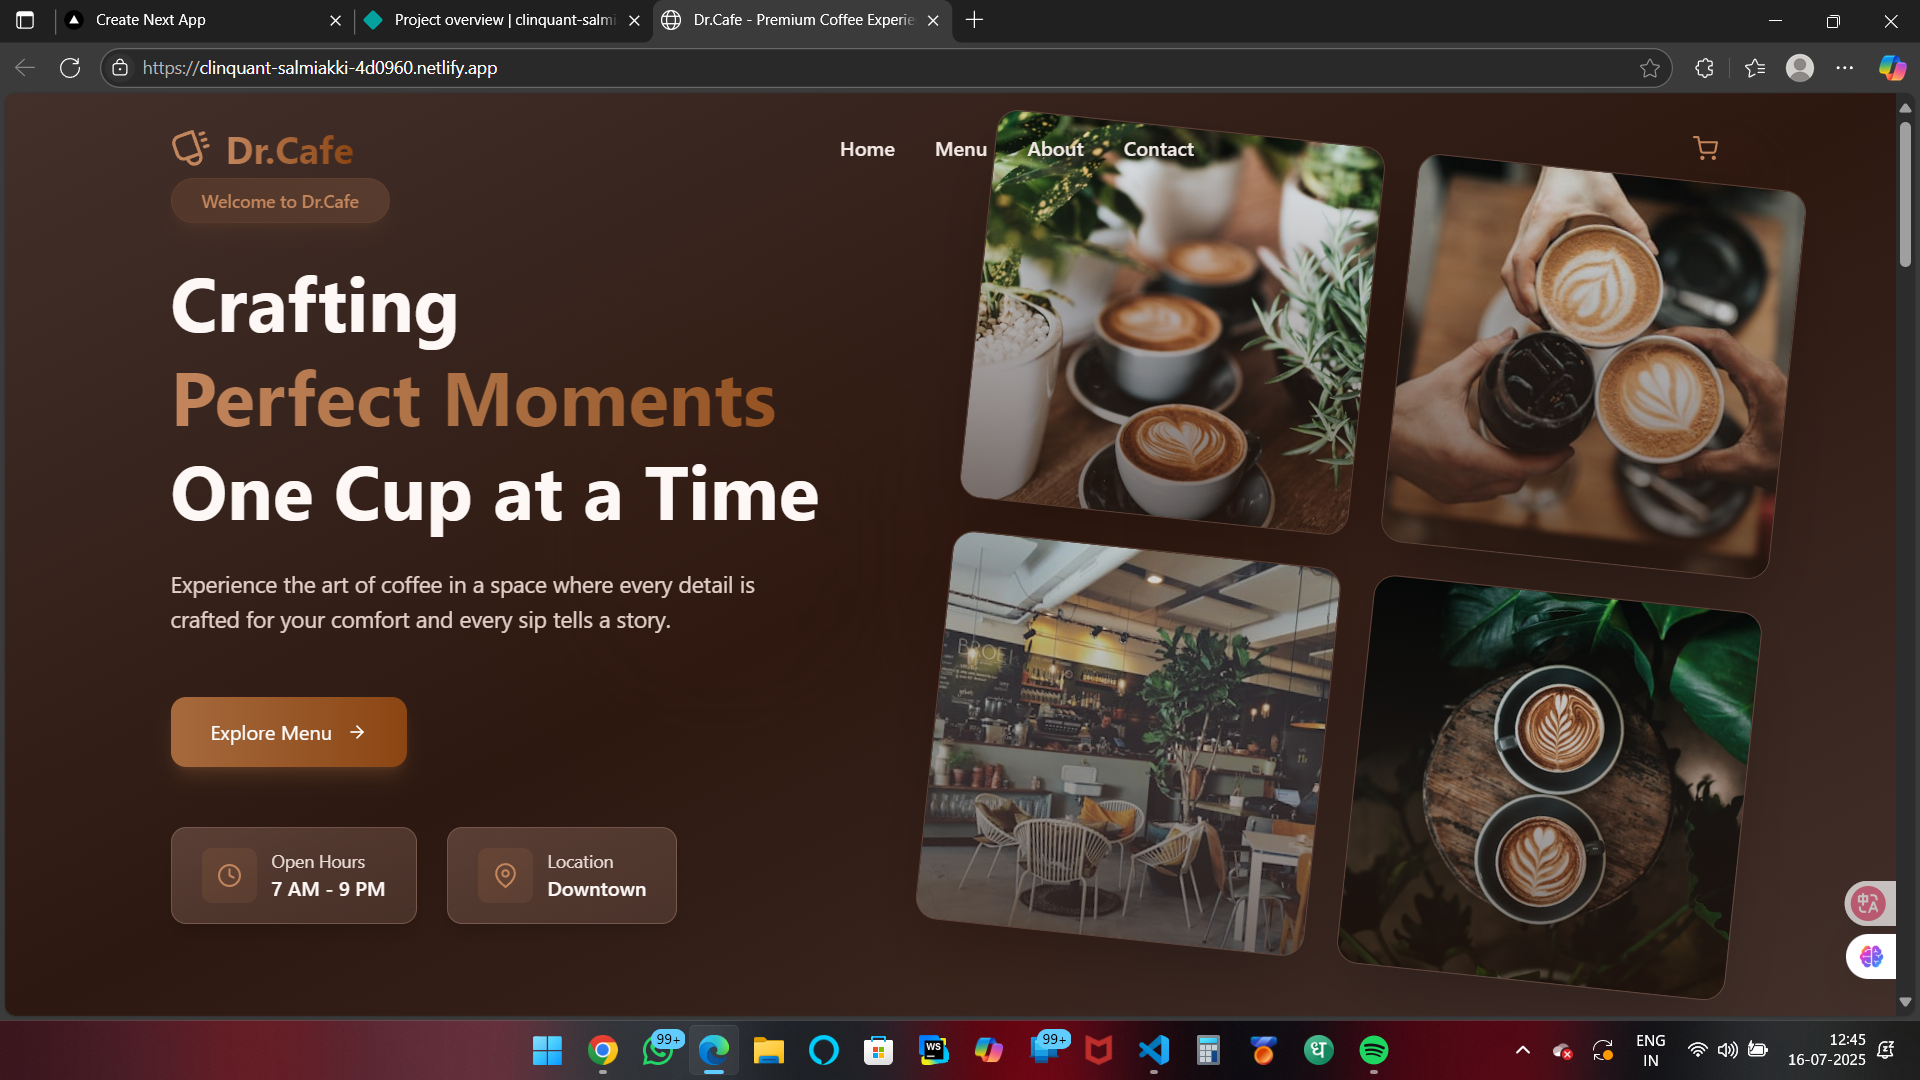 Create Next App
Project overview | clinquant-salmi
Dr.Cafe - Premium Coffee Experie
https://clinquant-salmiakki-4d0960.netlify.app
Dr.Cafe
Home
Menu
About
Contact
Welcome to Dr.Cafe
Crafting
Perfect Moments
One Cup at a Time
Experience the art of coffee in a space where every detail is
crafted for your comfort and every sip tells a story.
Explore Menu
Open Hours
7 AM - 9 PM
Location
Downtown
BROEI
99+
WS
99+
ध
ENG
IN
12:45
16-07-2025